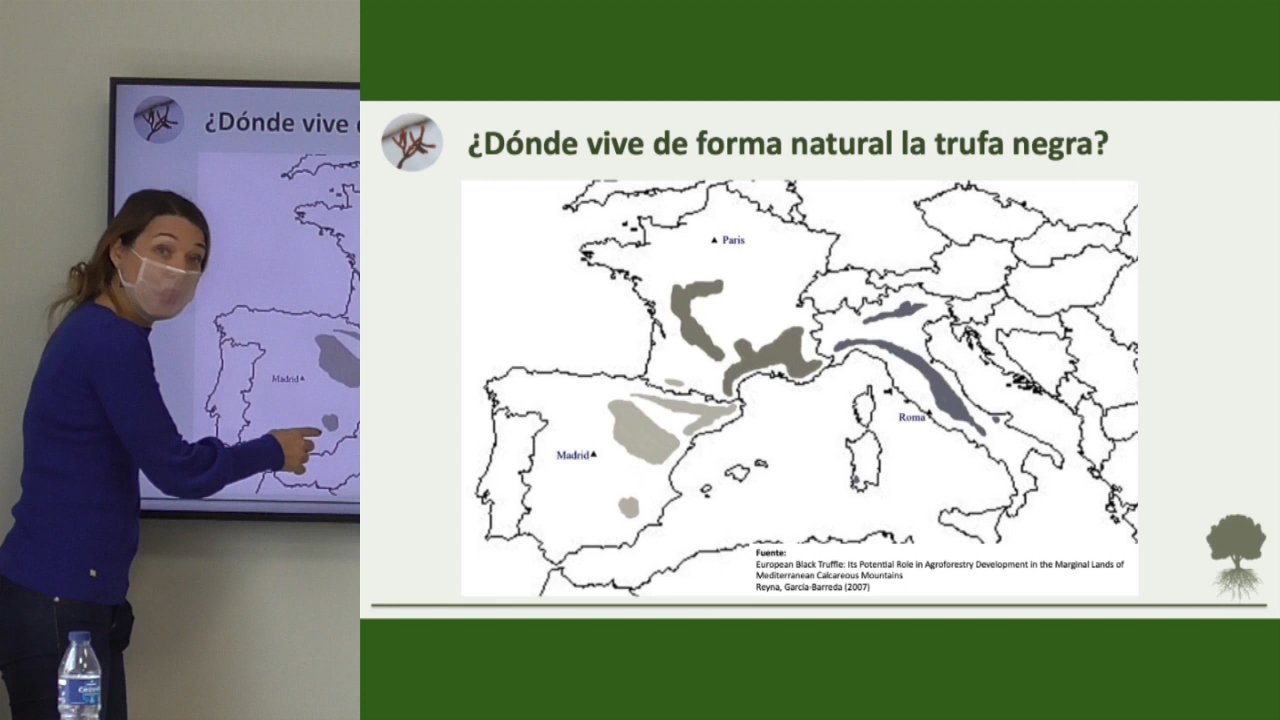 ¿Dónde vive
Madrid
¿Dónde vive de forma natural la trufa negra?
Paris
Roma
Madrid
Fuente:
European Black Truffle: Its Potential Role in Agroforestry Development in the Marginal Lands of
Mediterranean Calcareous Mountains
Reyna, Garcia-Barreda (2007)